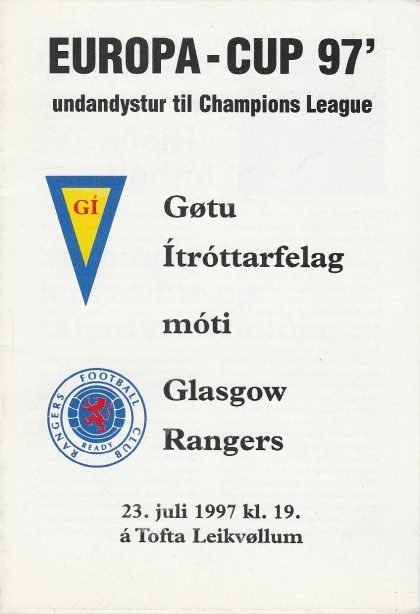 EUROPA - CUP 97'
undandystur til Champions League
GÍ
Gøtu
Ítróttarfelag
móti
RANGERS FOOTBALL CLUB
READY
Glasgow
Rangers
23. juli 1997 kl. 19.
á Tofta Leikvøllum